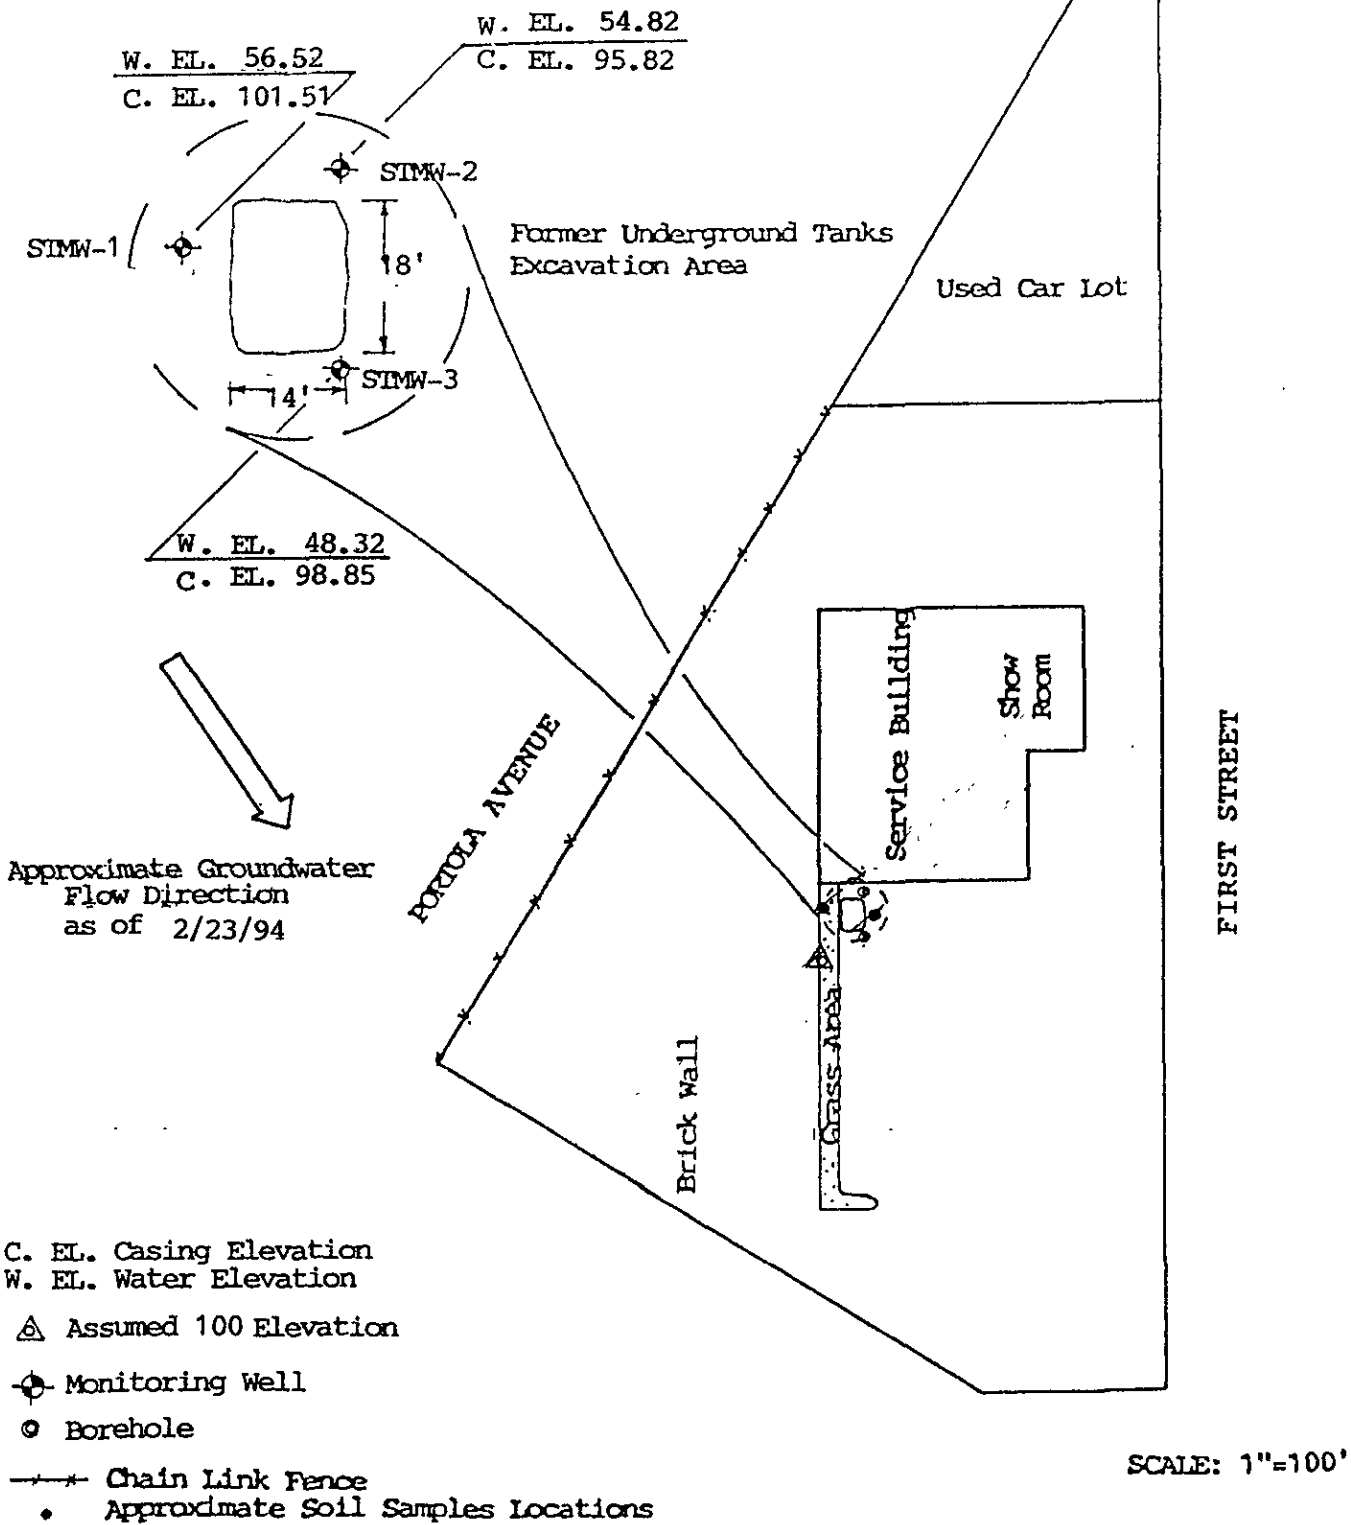 W. EL. 54.82
C. EL. 95.82
W. EL. 56.52
C. EL. 101.51
STMW-2
STMW-1
Former Underground Tanks
Excavation Area
18'
Used Car Lot
STMW-3
14'
W. EL. 48.32
C. EL. 98.85
Service Building
Show
Room
PORTOLA AVENUE
FIRST STREET
Approximate Groundwater
Flow Direction
as of 2/23/94
Grass Area
Brick Wall
C. EL. Casing Elevation
W. EL. Water Elevation
Assumed 100 Elevation
Monitoring Well
Borehole
Chain Link Fence
Approximate Soil Samples Locations
SCALE: 1"=100'